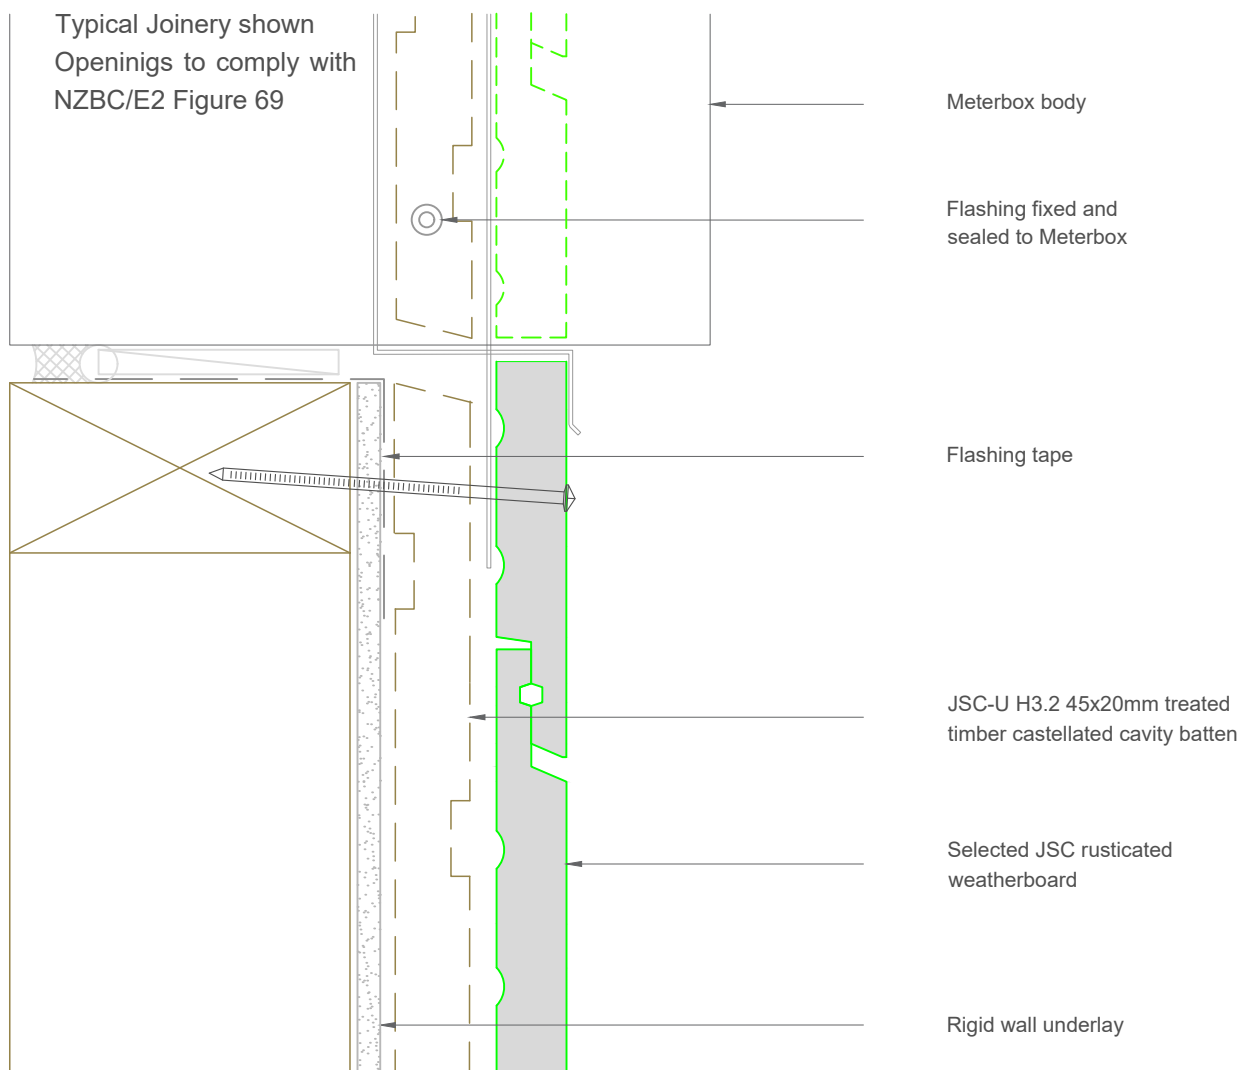 Typical Joinery shown
Openinigs to comply with
NZBC/E2 Figure 69
Meterbox body
Flashing fixed and
sealed to Meterbox
Flashing tape
JSC-U H3.2 45x20mm treated
timber castellated cavity batten
Selected JSC rusticated
weatherboard
Rigid wall underlay